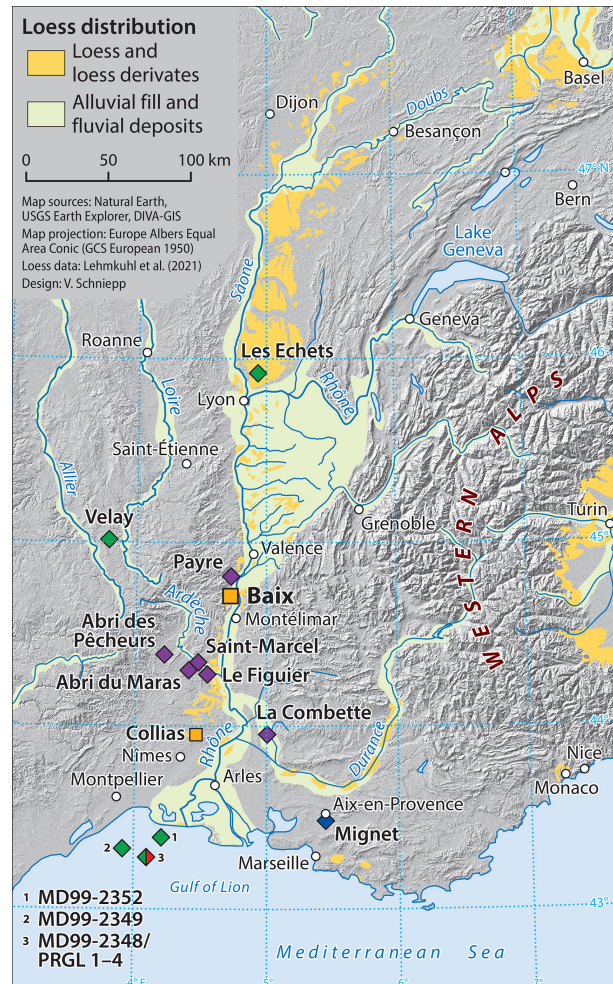 Loess distribution
Loess and
loess derivates
Alluvial fill and
fluvial deposits
0 50 100 km
Map sources: Natural Earth,
USGS Earth Explorer, DIVA-GIS
Map projection: Europe Albers Equal
Area Conic (GCS European 1950)
Loess data: Lehmkuhl et al. (2021)
Design: V. Schniepp
Basel
Dijon
Doubs
Besançon
47° N
Bern
Lake
Geneva
Saône
Geneva
Roanne
46°
Les Echets
Rhône
Loire
Lyon
WESTERN ALPS
Saint-Étienne
Allier
Velay
Turin
Grenoble
45°
Valence
Payre
Ardèche
Baix
Montélimar
Abri des
Pêcheurs
Saint-Marcel
Abri du Maras
Le Figuier
La Combette
44°
Collias
Rhône
Durance
Nimes
Nice
Montpellier
Arles
Monaco
Aix-en-Provence
Mignet
1
2
3
Marseille
Gulf of Lion
1 MD99-2352
2 MD99-2349
3 MD99-2348/
PRGL 1–4
43°
Mediterranean Sea
4° E
5°
6°
7°